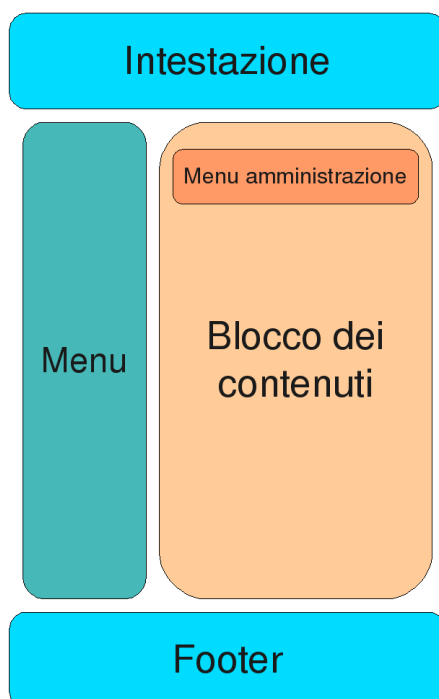 Intestazione
Menu amministrazione
Menu
Blocco dei
contenuti
Footer